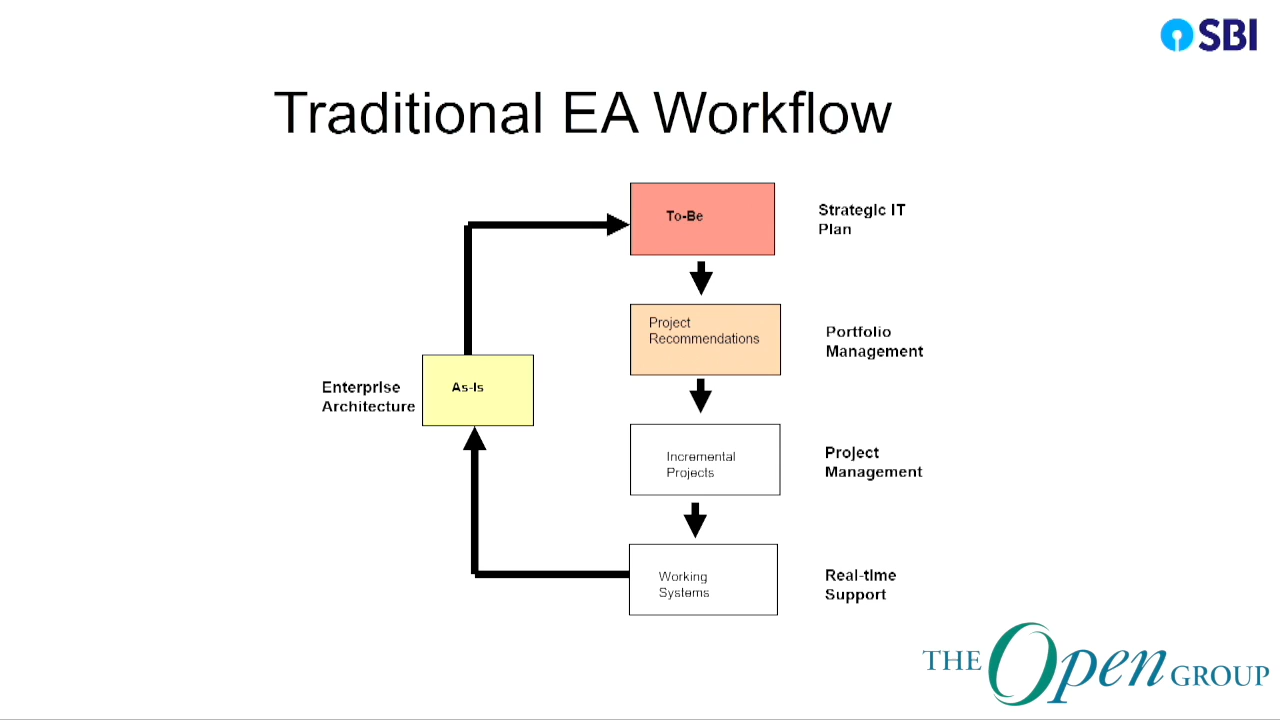 SBI
Traditional EA Workflow
To-Be
Strategic IT
Plan
Project
Recommendations
Portfolio
Management
Enterprise
Architecture
As-Is
Incremental
Projects
Project
Management
Working
Systems
Real-time
Support
THE Open GROUP